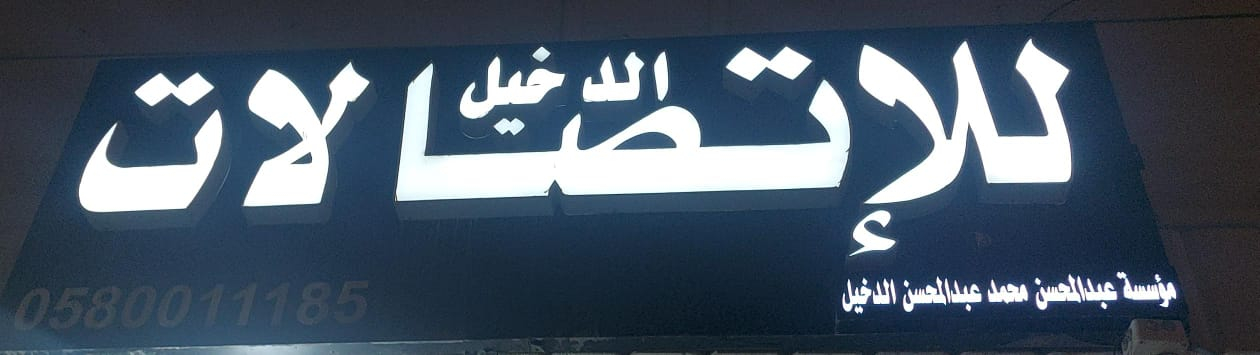 الدخيل
للإتصالات
مؤسسة عبدالمحسن محمد عبدالمحسن الدخيل
0580011185